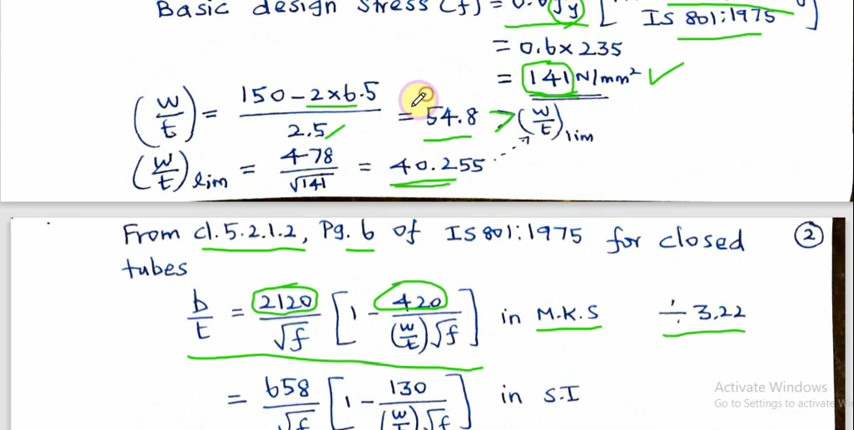 Basic design stress (f) = 0.6 fy [
IS 801:1975 ]
= 0.6 x 235
= 141 N/mm² ✓
(w/t) = (150 - 2x6.5)/2.5 = 54.8 > (w/t)lim
(w/t)lim = 478/√141 = 40.255
From cl.5.2.1.2, Pg. 6 of IS 801:1975 for closed ②
tubes
b/t = 2120/√f [1 - 420/((w/t)√f)] in M.K.S ÷ 3.22
= 658/√f [1 - 130/((w/t)√f)] in S.I
Activate Windows
Go to Settings to activate W